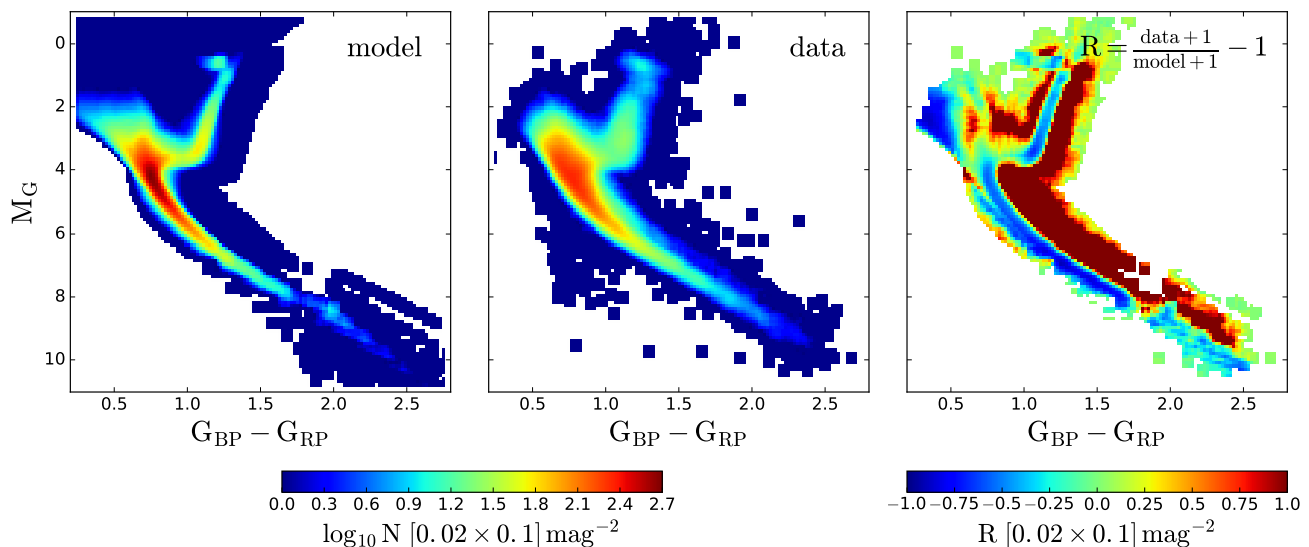 model
data
R = (data + 1)/(model + 1) − 1
M_G
0
2
4
6
8
10
0.5 1.0 1.5 2.0 2.5
0.5 1.0 1.5 2.0 2.5
0.5 1.0 1.5 2.0 2.5
G_BP − G_RP
G_BP − G_RP
G_BP − G_RP
0.0 0.3 0.6 0.9 1.2 1.5 1.8 2.1 2.4 2.7
log₁₀ N [0.02 × 0.1] mag⁻²
−1.0 −0.75 −0.5 −0.25 0.0 0.25 0.50 0.75 1.0
R [0.02 × 0.1] mag⁻²